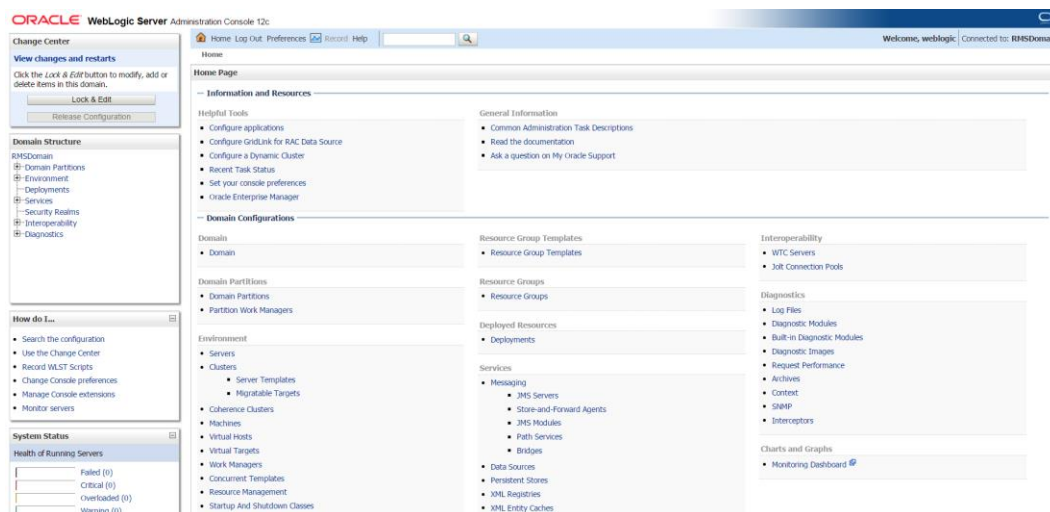 ORACLE WebLogic Server Administration Console 12c
Change Center
View changes and restarts
Click the Lock & Edit button to modify, add or
delete items in this domain.
Lock & Edit
Release Configuration
Domain Structure
RMSDomain
Domain Partitions
Environment
Deployments
Services
Security Realms
Interoperability
Diagnostics
How do I...
Search the configuration
Use the Change Center
Record WLST Scripts
Change Console preferences
Manage Console extensions
Monitor servers
System Status
Health of Running Servers
Failed (0)
Critical (0)
Overloaded (0)
Warning (0)
Home Log Out Preferences Record Help
Welcome, weblogic Connected to: RMSDoma
Home
Home Page
Information and Resources
Helpful Tools
Configure applications
Configure GridLink for RAC Data Source
Configure a Dynamic Cluster
Recent Task Status
Set your console preferences
Oracle Enterprise Manager
General Information
Common Administration Task Descriptions
Read the documentation
Ask a question on My Oracle Support
Domain Configurations
Domain
Domain
Domain Partitions
Domain Partitions
Partition Work Managers
Environment
Servers
Clusters
Server Templates
Migratable Targets
Coherence Clusters
Machines
Virtual Hosts
Virtual Targets
Work Managers
Concurrent Templates
Resource Management
Startup And Shutdown Classes
Resource Group Templates
Resource Group Templates
Resource Groups
Resource Groups
Deployed Resources
Deployments
Services
Messaging
JMS Servers
Store-and-Forward Agents
JMS Modules
Path Services
Bridges
Data Sources
Persistent Stores
XML Registries
XML Entity Caches
Interoperability
WTC Servers
Jolt Connection Pools
Diagnostics
Log Files
Diagnostic Modules
Built-in Diagnostic Modules
Diagnostic Images
Request Performance
Archives
Context
SNMP
Interceptors
Charts and Graphs
Monitoring Dashboard